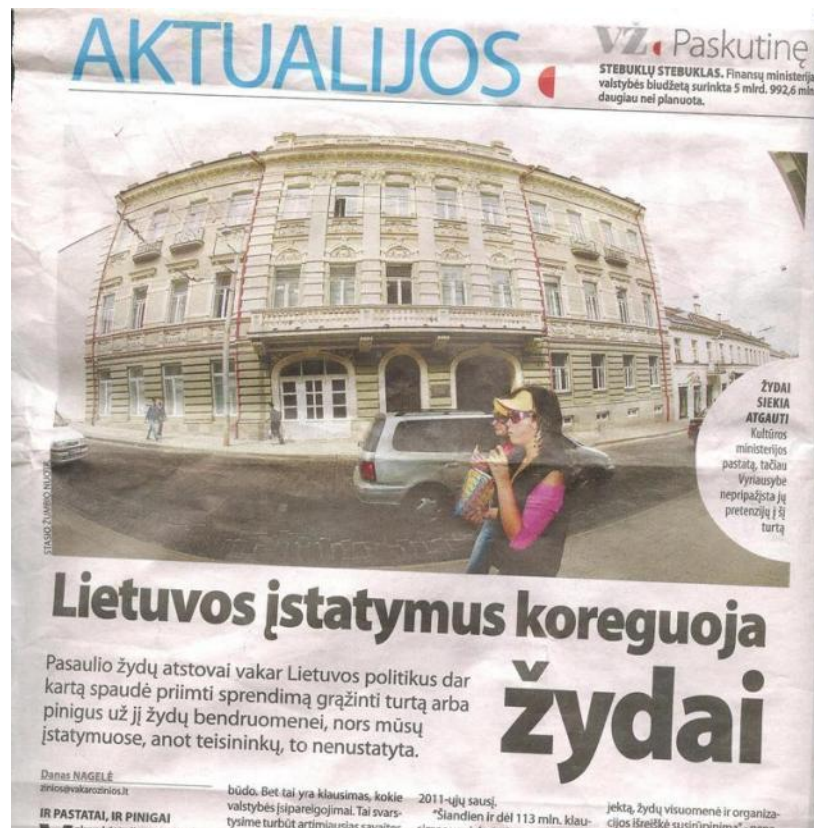 AKTUALIJOS
VŽ Paskutinę
STEBUKLŲ STEBUKLAS. Finansų ministerija
valstybės biudžetą surinkta 5 mlrd. 992,6 mln
daugiau nei planuota.
ŽYDAI
SIEKIA
ATGAUTI
Kultūros
ministerijos
pastatą, tačiau
Vyriausybė
nepripažįsta jų
pretenzijų į šį
turtą
STASIO ŽUMBIO NUOTR.
Lietuvos įstatymus koreguoja
žydai
Pasaulio žydų atstovai vakar Lietuvos politikus dar
kartą spaudė priimti sprendimą grąžinti turtą arba
pinigus už jį žydų bendruomenei, nors mūsų
įstatymuose, anot teisininkų, to nenustatyta.
Danas NAGELĖ
zinios@vakarozinios.lt
IR PASTATAI, IR PINIGAI
būdo. Bet tai yra klausimas, kokie
valstybės įsipareigojimai. Tai svars-
tysime turbūt artimiausias savaites
2011-ųjų sausį.
"Šiandien ir dėl 113 mln. klau-
jektą, žydų visuomenė ir organiza-
cijos išreiškė susirūpinimą"